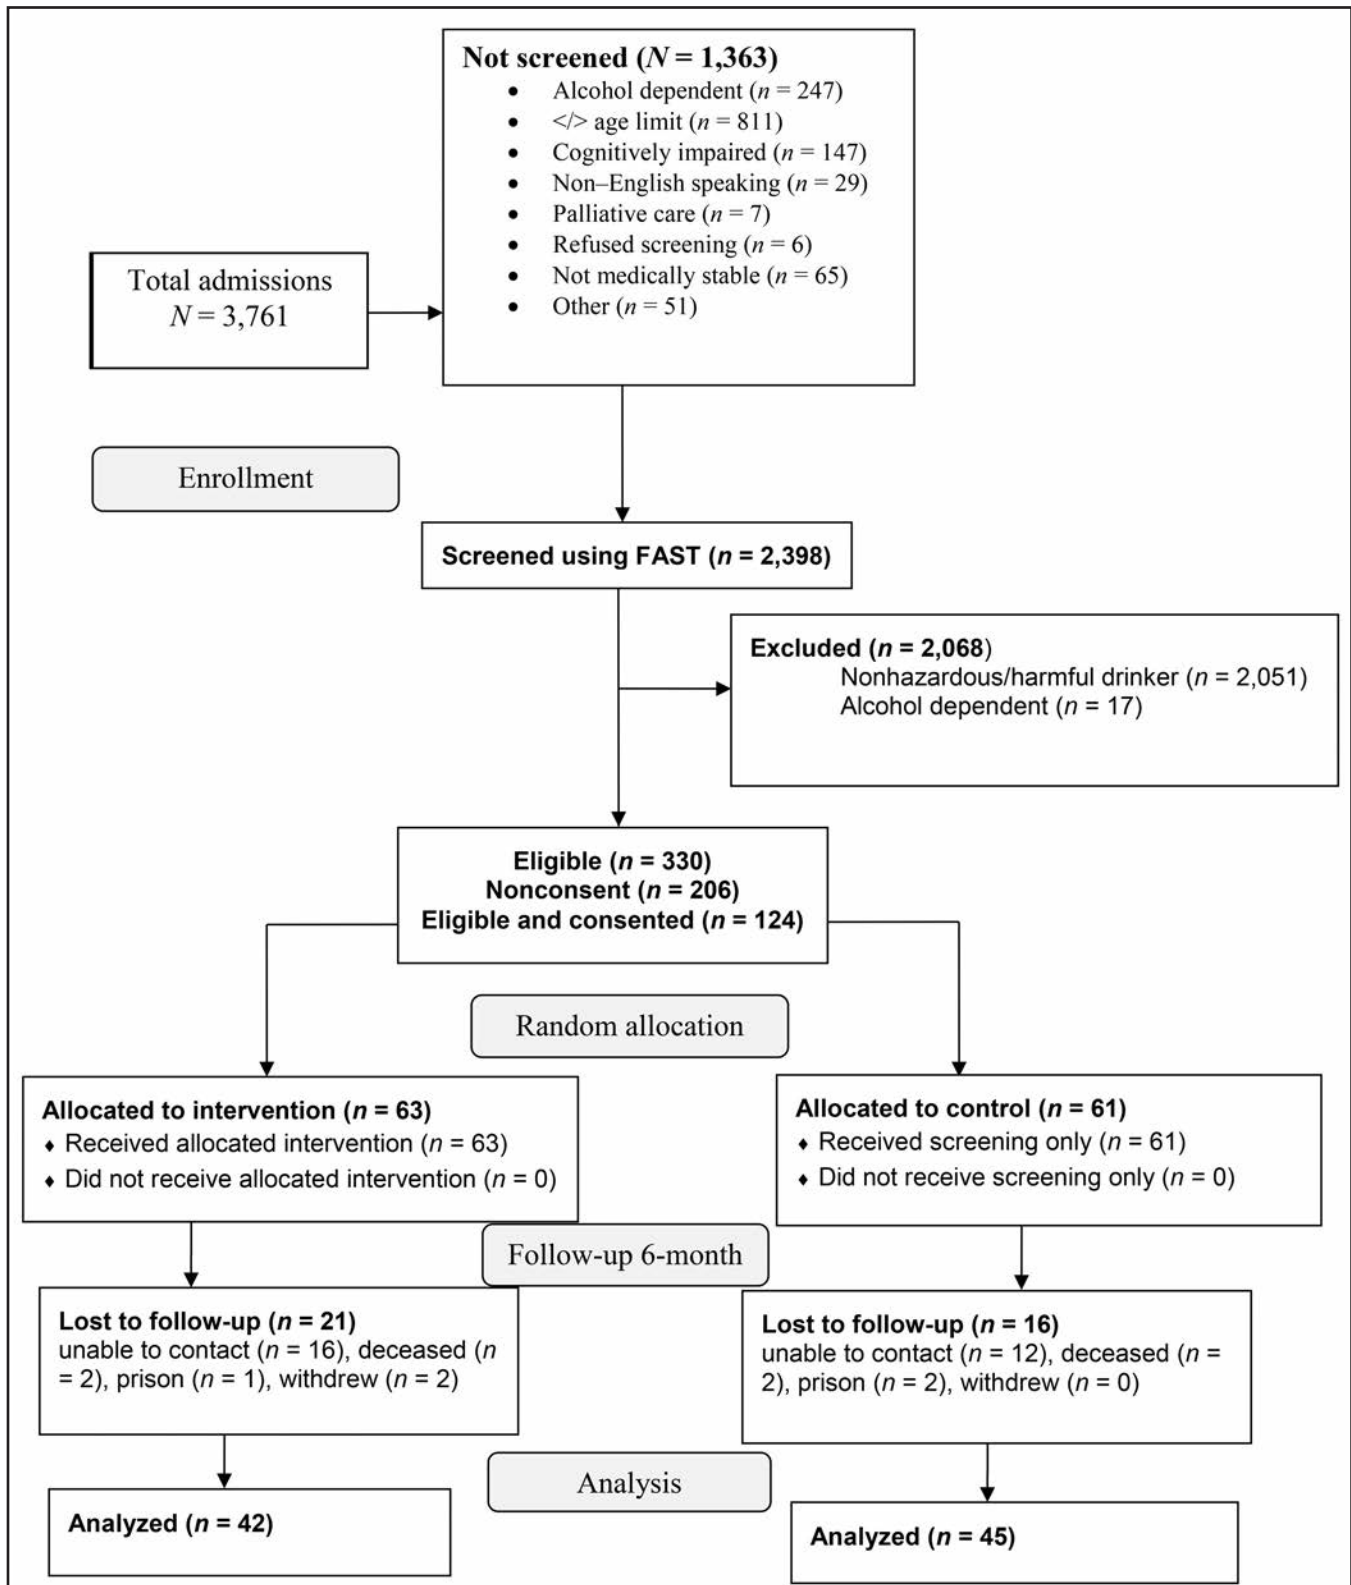 Not screened (N = 1,363)
• Alcohol dependent (n = 247)
• </> age limit (n = 811)
• Cognitively impaired (n = 147)
• Non–English speaking (n = 29)
• Palliative care (n = 7)
• Refused screening (n = 6)
• Not medically stable (n = 65)
• Other (n = 51)
Total admissions
N = 3,761
Enrollment
Screened using FAST (n = 2,398)
Excluded (n = 2,068)
Nonhazardous/harmful drinker (n = 2,051)
Alcohol dependent (n = 17)
Eligible (n = 330)
Nonconsent (n = 206)
Eligible and consented (n = 124)
Random allocation
Allocated to intervention (n = 63)
♦ Received allocated intervention (n = 63)
♦ Did not receive allocated intervention (n = 0)
Allocated to control (n = 61)
♦ Received screening only (n = 61)
♦ Did not receive screening only (n = 0)
Follow-up 6-month
Lost to follow-up (n = 21)
unable to contact (n = 16), deceased (n
= 2), prison (n = 1), withdrew (n = 2)
Lost to follow-up (n = 16)
unable to contact (n = 12), deceased (n =
2), prison (n = 2), withdrew (n = 0)
Analysis
Analyzed (n = 42)
Analyzed (n = 45)